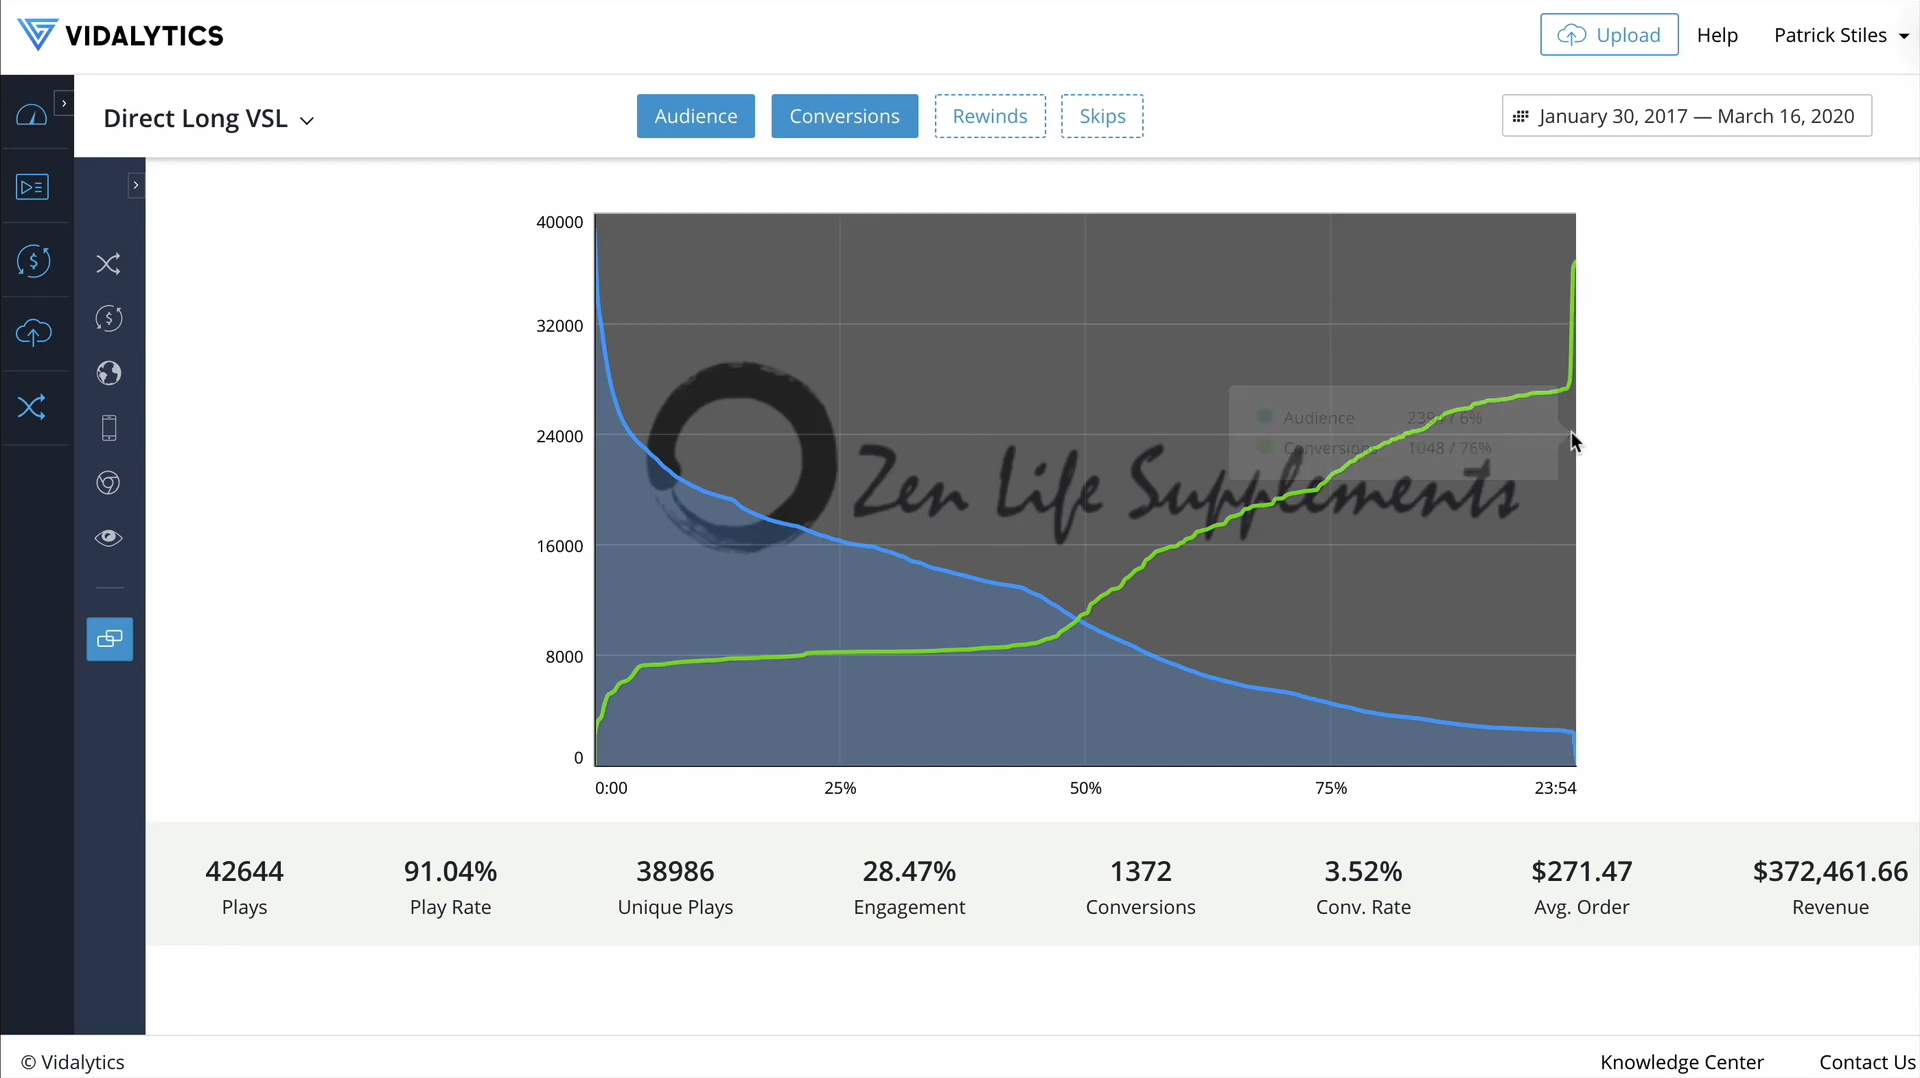 VIDALYTICS
Upload
Help
Patrick Stiles
Direct Long VSL
Audience
Conversions
Rewinds
Skips
January 30, 2017 — March 16, 2020
40000
32000
24000
16000
8000
0
Zen Life Supplements
Audience / 6%
Conversions 1048 / 76%
0:00
25%
50%
75%
23:54
42644
Plays
91.04%
Play Rate
38986
Unique Plays
28.47%
Engagement
1372
Conversions
3.52%
Conv. Rate
$271.47
Avg. Order
$372,461.66
Revenue
© Vidalytics
Knowledge Center
Contact Us